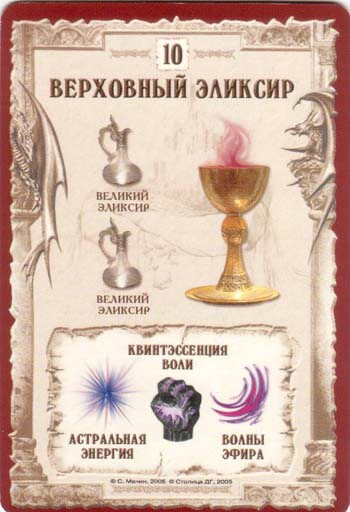 10
ВЕРХОВНЫЙ ЭЛИКСИР
ВЕЛИКИЙ
ЭЛИКСИР
ВЕЛИКИЙ
ЭЛИКСИР
КВИНТЭССЕНЦИЯ
ВОЛИ
АСТРАЛЬНАЯ
ЭНЕРГИЯ
ВОЛНЫ
ЭФИРА
© С. Мачин, 2005 © Столица ДГ, 2005